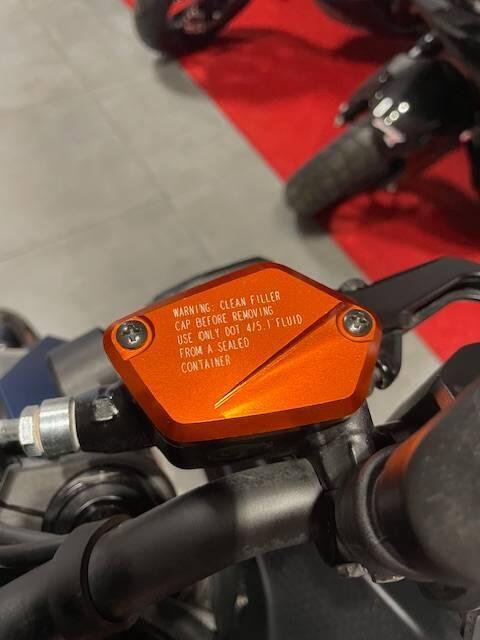 WARNING: CLEAN FILLER
CAP BEFORE REMOVING
USE ONLY DOT 4/5.1 FLUID
FROM A SEALED
CONTAINER